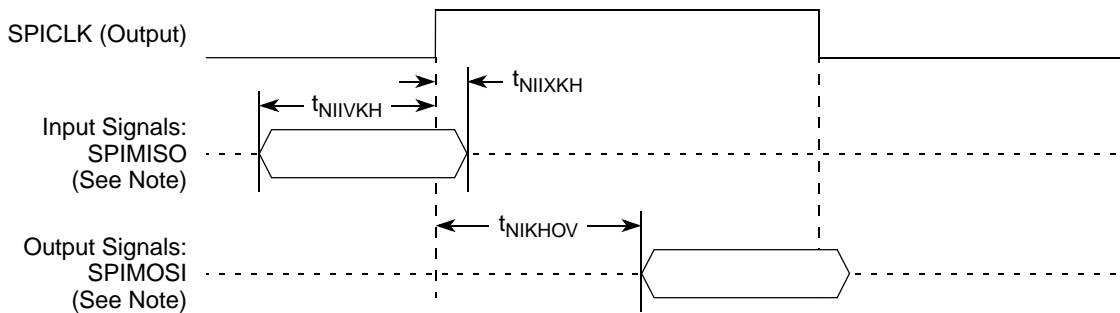 SPICLK (Output)
tNIIXKH
tNIIVKH
Input Signals:
SPIMISO
(See Note)
tNIKHOV
Output Signals:
SPIMOSI
(See Note)